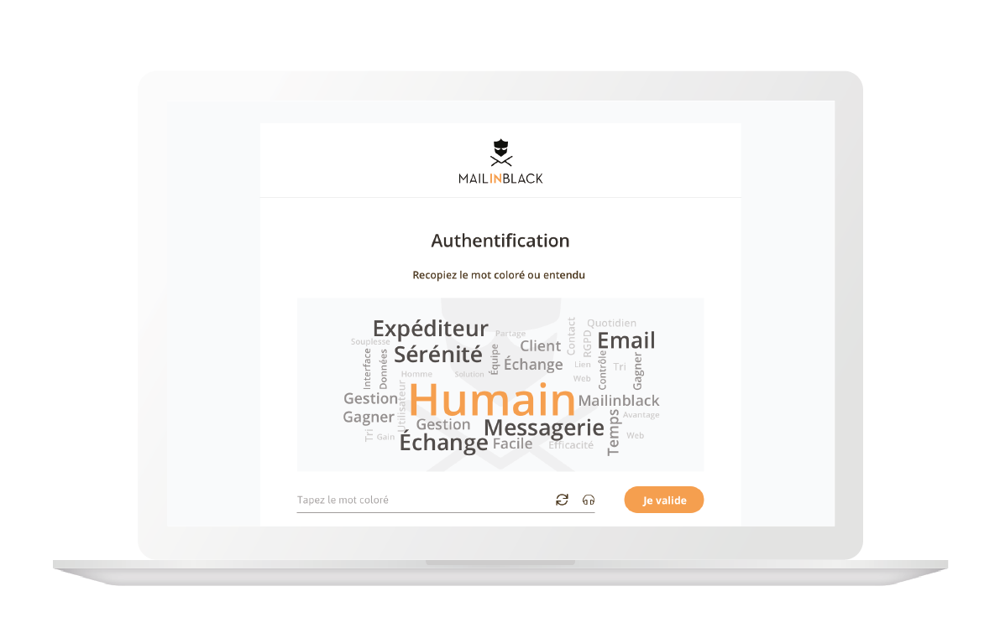 MAILINBLACK
Authentification
Recopiez le mot coloré ou entendu
Expéditeur
Partage
Contact
Quotidien
Souplesse
Sérénité
Équipe
Client
RGPD
Email
Interface
Données
Homme
Solution
Échange
Lien
Contrôle
Tri
Gagner
Web
Gestion
Utilisateur
Humain
Mailinblack
Gagner
Gestion
Messagerie
Temps
Avantage
Tri
Gain
Échange
Facile
Efficacité
Web
Tapez le mot coloré
Je valide